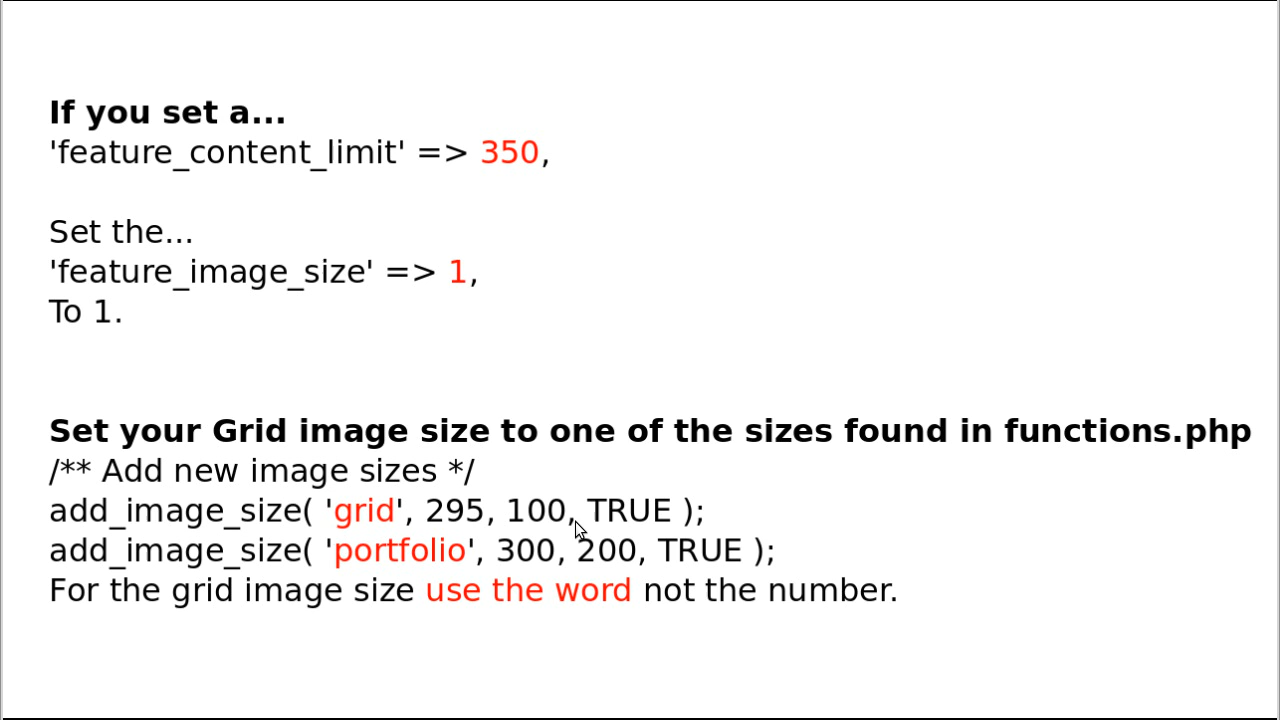 If you set a...
'feature_content_limit' => 350,
Set the...
'feature_image_size' => 1,
To 1.
Set your Grid image size to one of the sizes found in functions.php
/** Add new image sizes */
add_image_size( 'grid', 295, 100, TRUE );
add_image_size( 'portfolio', 300, 200, TRUE );
For the grid image size use the word not the number.